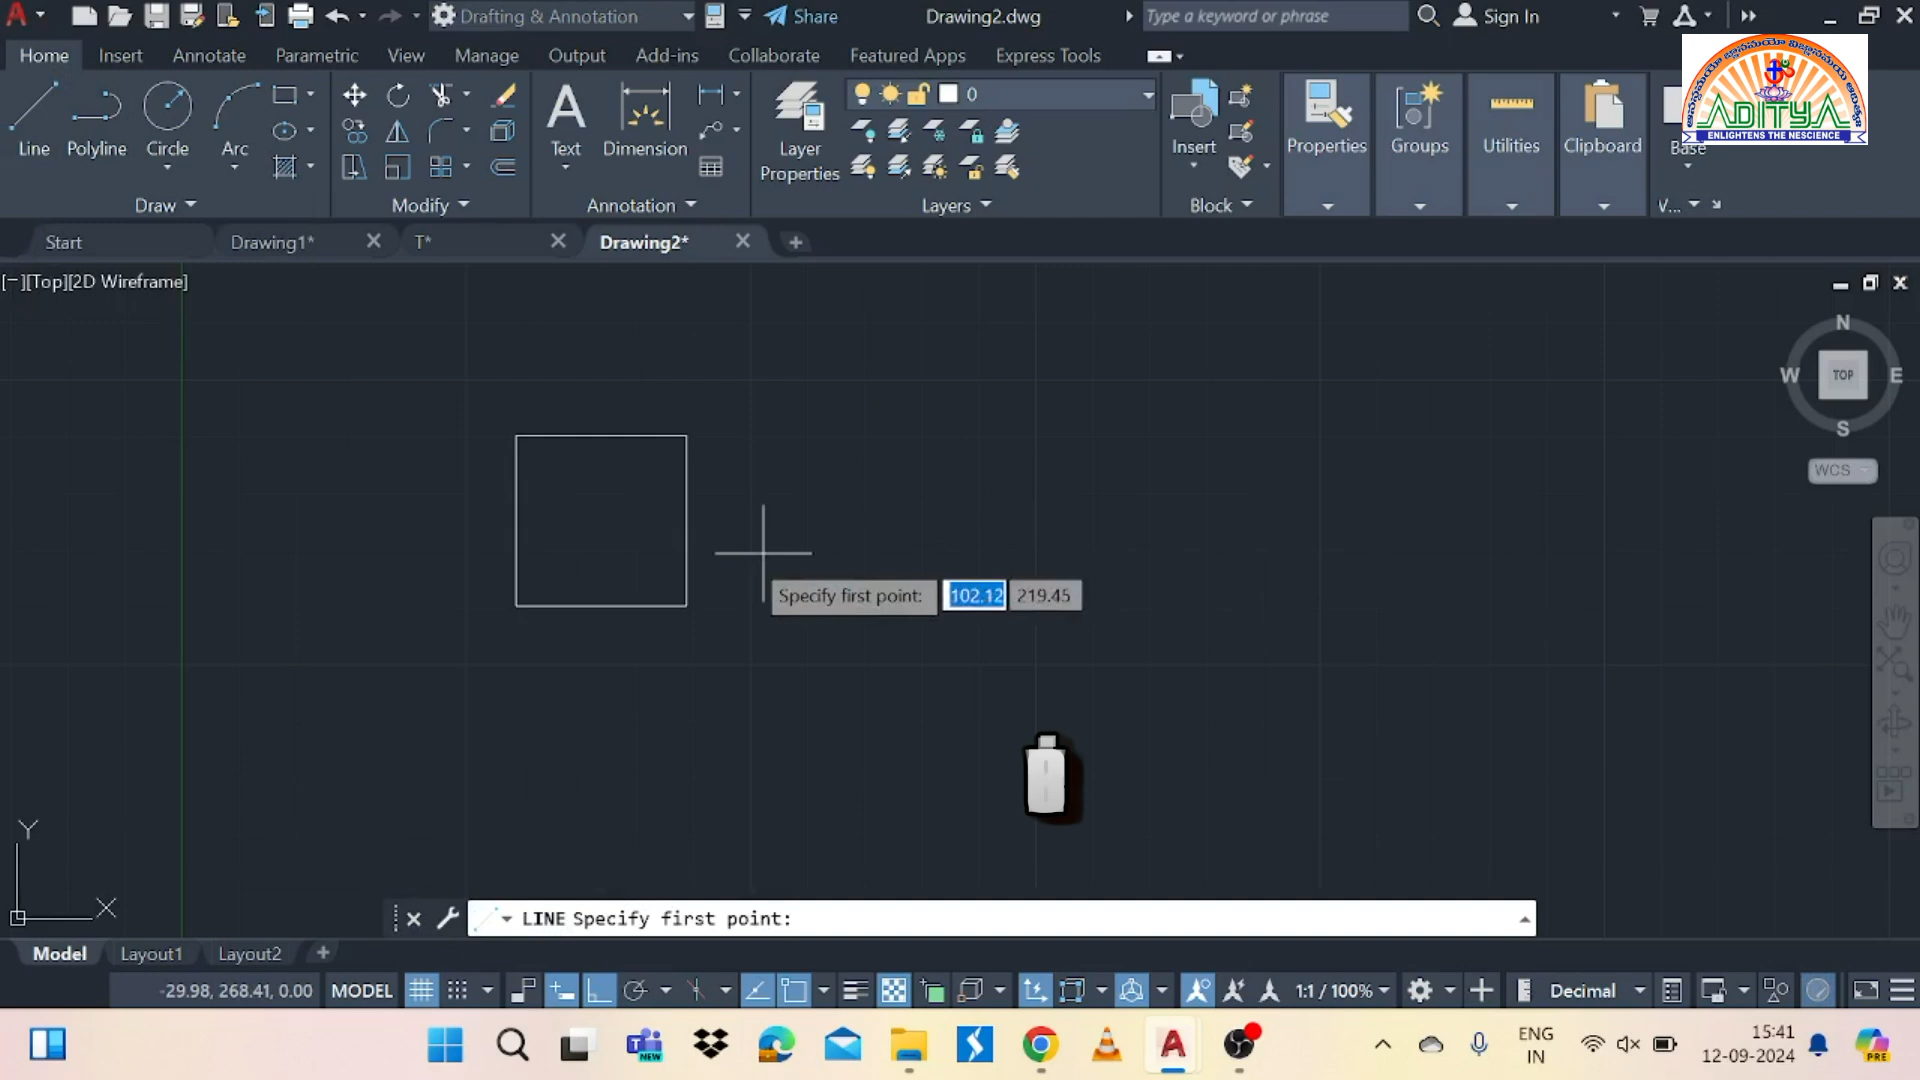 Drafting & Annotation
Share
Drawing2.dwg
Type a keyword or phrase
Sign In
Home
Insert
Annotate
Parametric
View
Manage
Output
Add-ins
Collaborate
Featured Apps
Express Tools
ADITYA
ENLIGHTENS THE NESCIENCE
0
Line
Polyline
Circle
Arc
Text
Dimension
Layer
Properties
Insert
Properties
Groups
Utilities
Clipboard
Base
Draw
Modify
Annotation
Layers
Block
V...
Start
Drawing1*
T*
Drawing2*
[−][Top][2D Wireframe]
N
W
TOP
E
S
WCS
Specify first point:
102.12
219.45
Y
X
LINE Specify first point:
Model
Layout1
Layout2
-29.98, 268.41, 0.00
MODEL
1:1 / 100%
Decimal
NEW
ENG
IN
15:41
12-09-2024
PRE